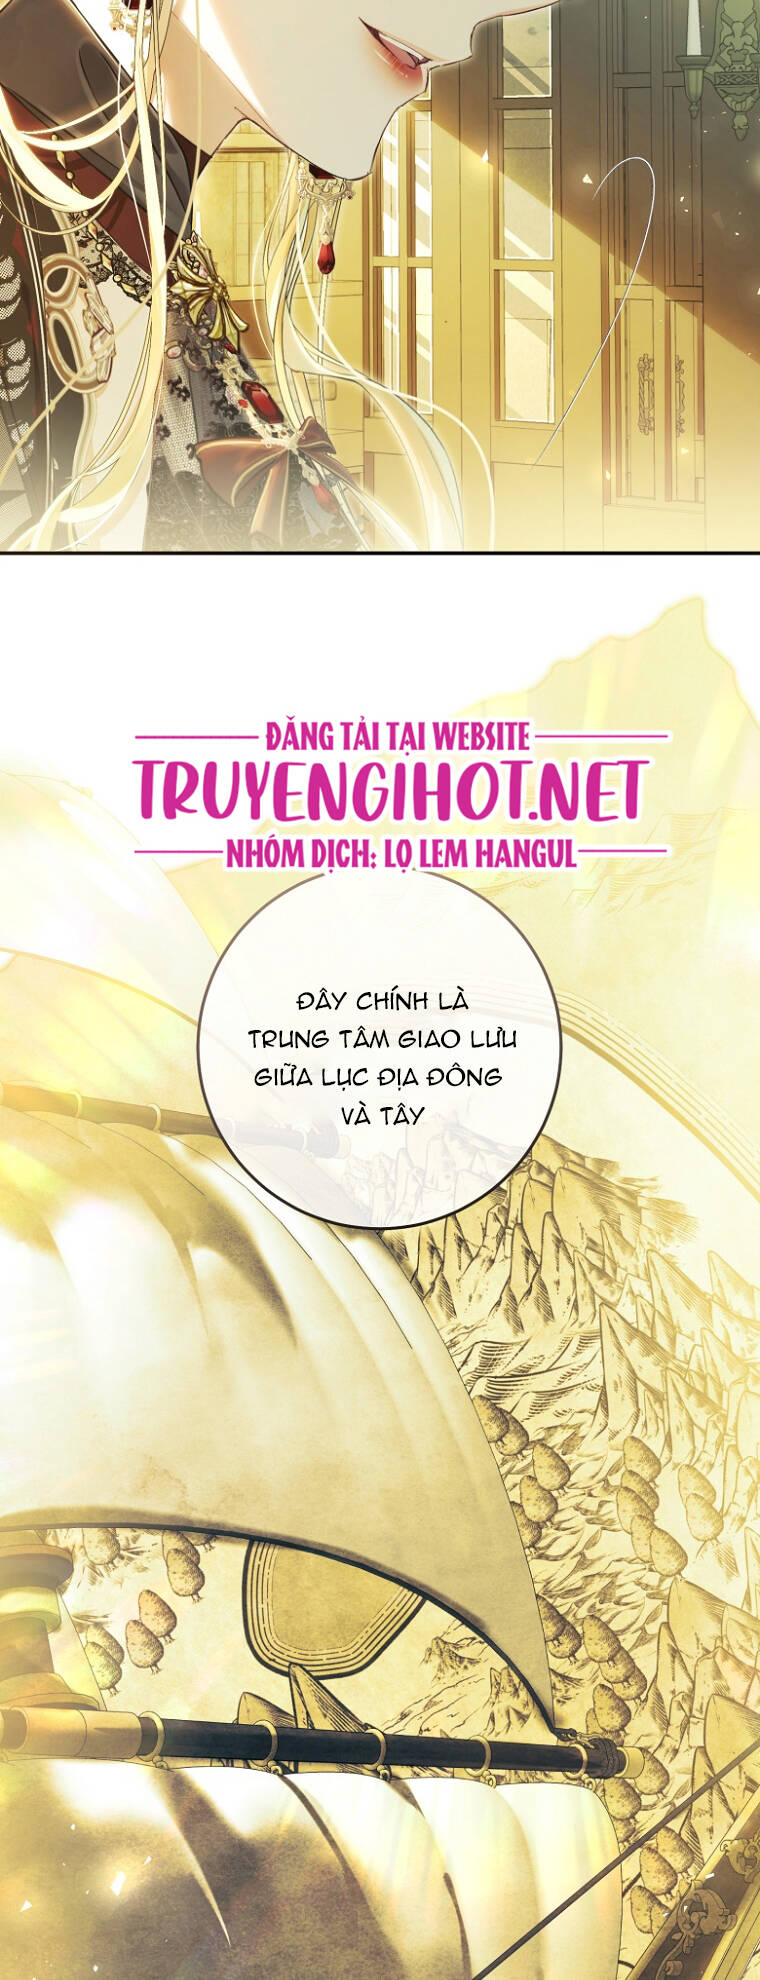 ĐĂNG TẢI TẠI WEBSITE
TRUYENGIHOT.NET
NHÓM DỊCH: LỌ LEM HANGUL
ĐÂY CHÍNH LÀ
TRUNG TÂM GIAO LƯU
GIỮA LỤC ĐỊA ĐÔNG
VÀ TÂY